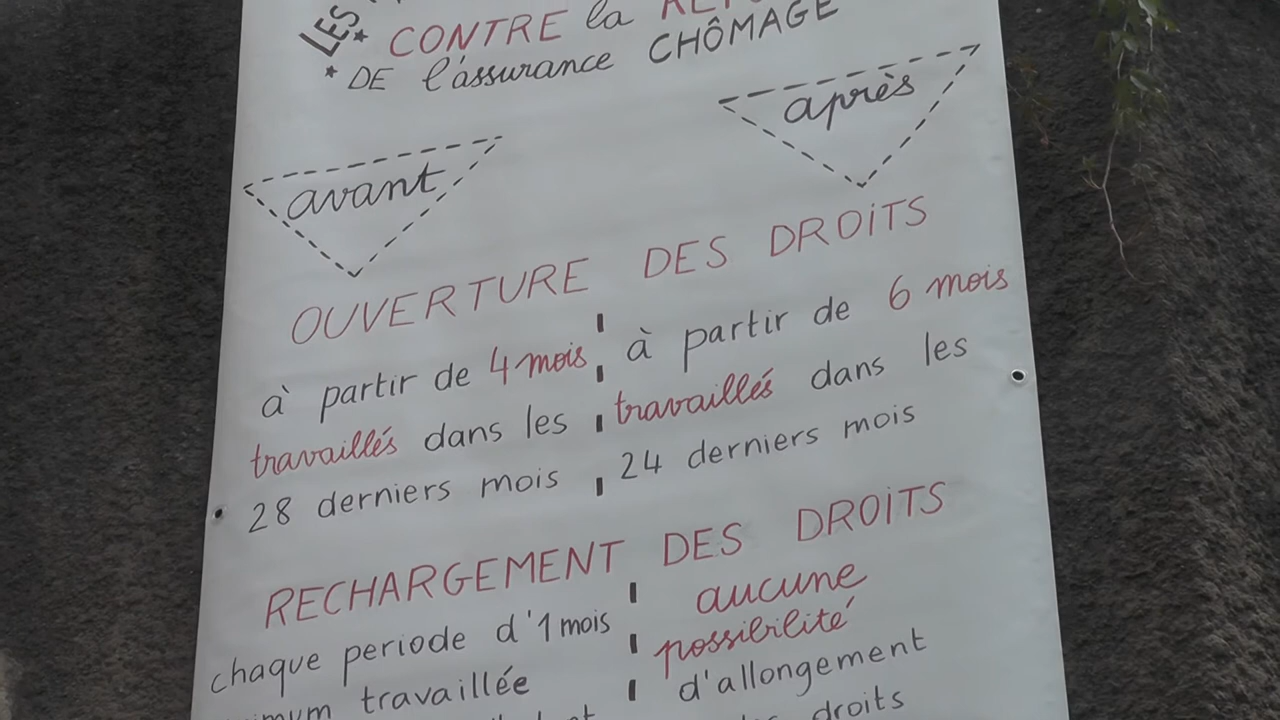 LES
* CONTRE la
* DE l'assurance CHÔMAGE
avant
après
OUVERTURE DES DROiTS
à partir de 4 mois
travaillés dans les
28 derniers mois
à partir de 6 mois
travaillés dans les
24 derniers mois
RECHARGEMENT DES DROiTS
chaque periode d'1 mois
travaillée
aucune
possibilité
d'allongement
droits